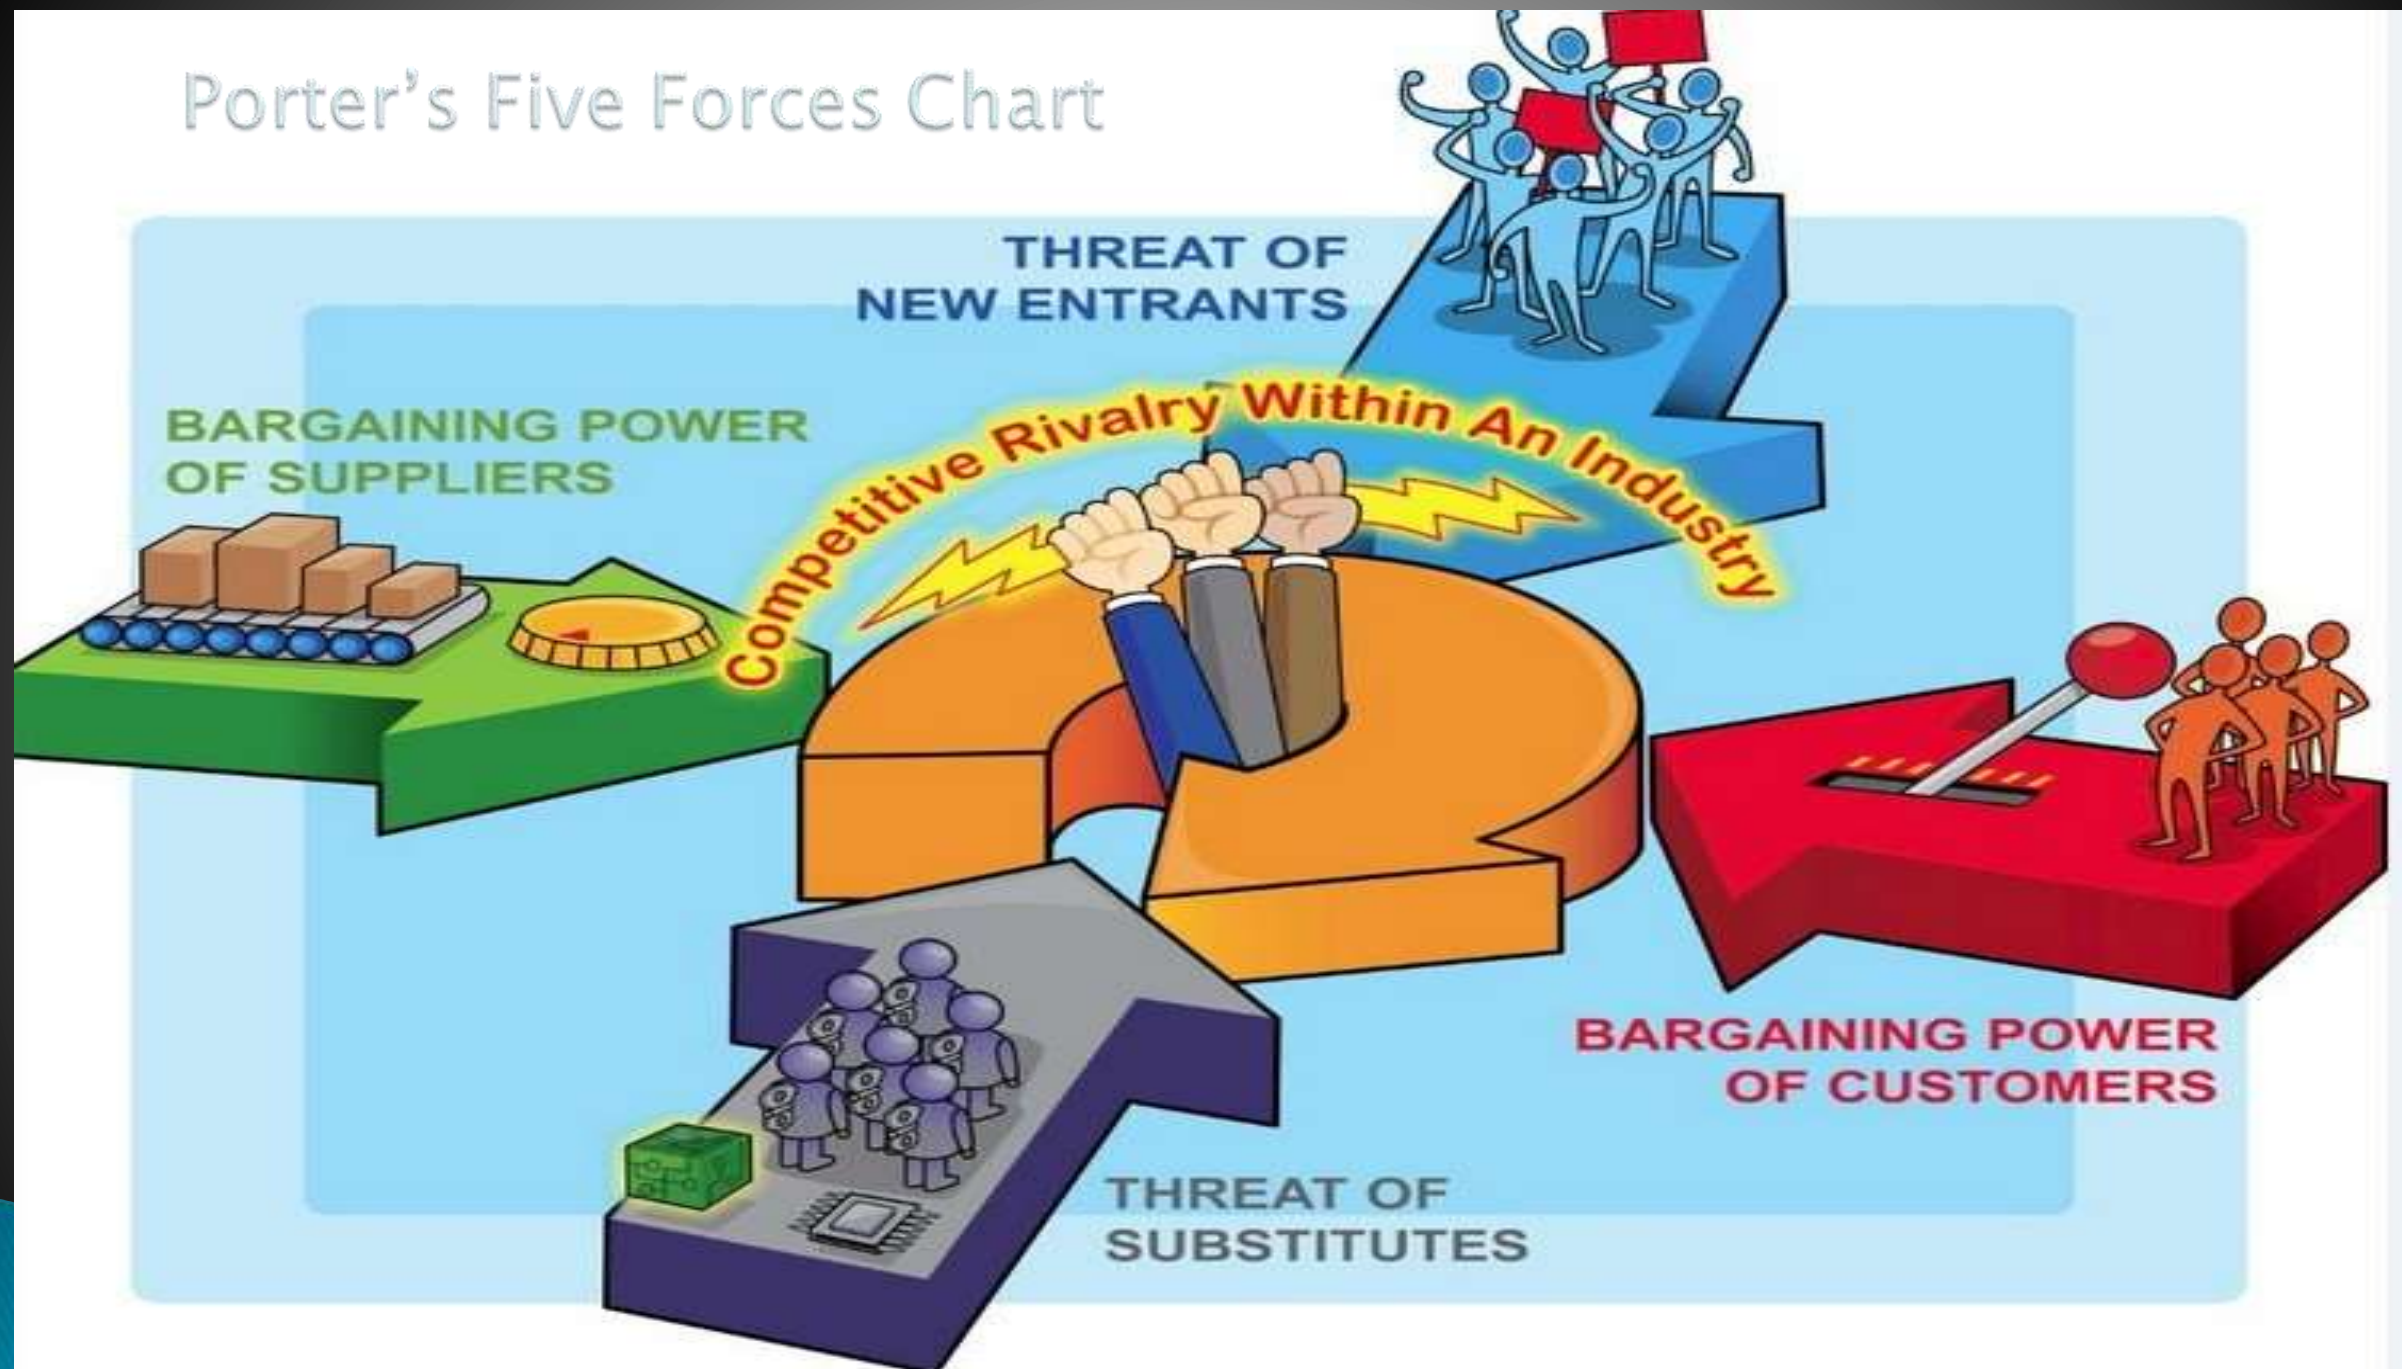 Porter’s Five Forces Chart
THREAT OF
NEW ENTRANTS
BARGAINING POWER
OF SUPPLIERS
Competitive Rivalry Within An Industry
BARGAINING POWER
OF CUSTOMERS
THREAT OF
SUBSTITUTES